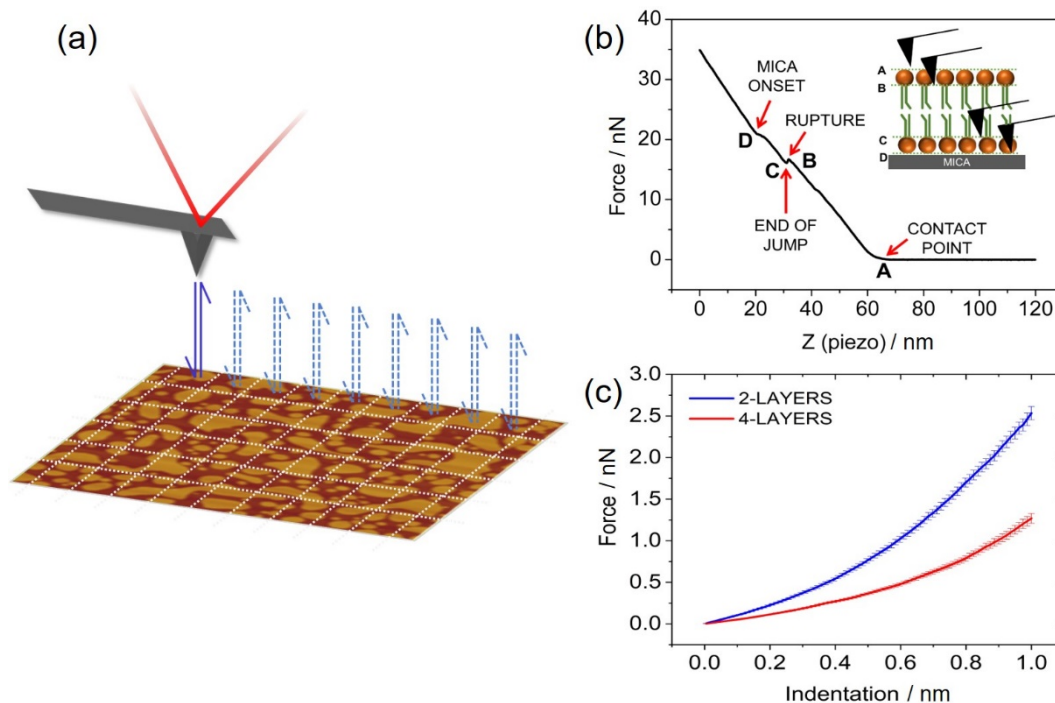 (a)
(b)
Force / nN
40
30
20
10
0
MICA
ONSET
RUPTURE
D
C
B
END OF
JUMP
CONTACT
POINT
A
A
B
C
D
MICA
0 20 40 60 80 100 120
Z (piezo) / nm
(c)
Force / nN
3.0
2.5
2.0
1.5
1.0
0.5
0.0
2-LAYERS
4-LAYERS
0.0 0.2 0.4 0.6 0.8 1.0
Indentation / nm